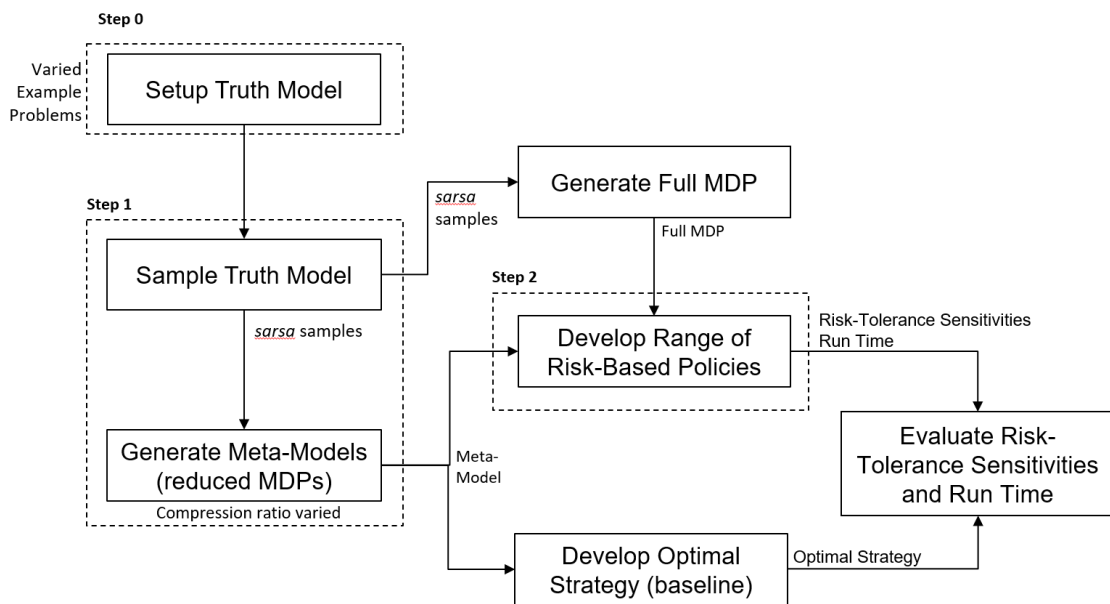 Step 0
Varied
Example
Problems
Setup Truth Model
Step 1
sarsa
samples
Generate Full MDP
Full MDP
Sample Truth Model
sarsa samples
Step 2
Develop Range of
Risk-Based Policies
Risk-Tolerance Sensitivities
Run Time
Generate Meta-Models
(reduced MDPs)
Compression ratio varied
Meta-
Model
Evaluate Risk-
Tolerance Sensitivities
and Run Time
Develop Optimal
Strategy (baseline)
Optimal Strategy